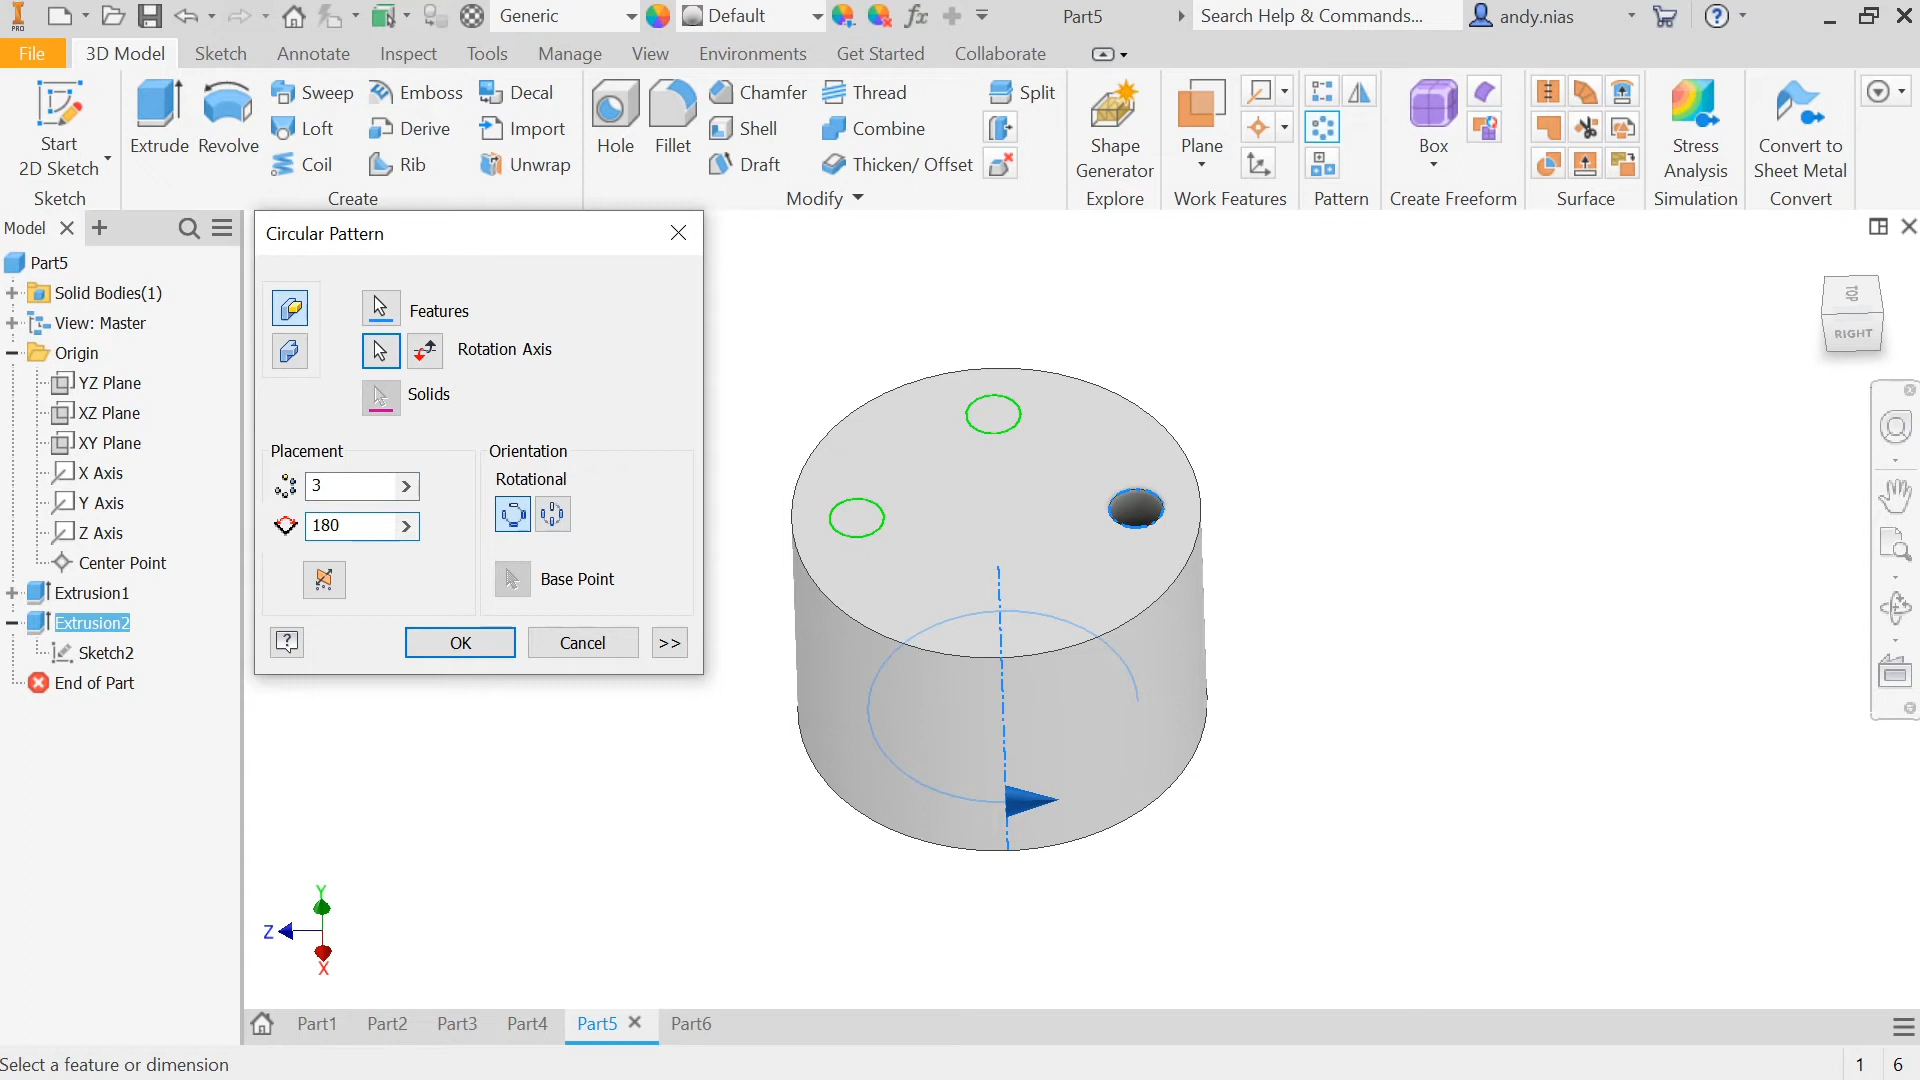 PRO
Generic
Default
fx
Part5
Search Help & Commands...
andy.nias
File
3D Model
Sketch
Annotate
Inspect
Tools
Manage
View
Environments
Get Started
Collaborate
Start
2D Sketch
Sketch
Extrude
Revolve
Sweep
Loft
Coil
Emboss
Derive
Rib
Decal
Import
Unwrap
Create
Hole
Fillet
Chamfer
Shell
Draft
Thread
Combine
Thicken/ Offset
Split
Modify
Shape
Generator
Explore
Plane
Work Features
Pattern
Box
Create Freeform
Surface
Stress
Analysis
Simulation
Convert to
Sheet Metal
Convert
Model
Part5
Solid Bodies(1)
View: Master
Origin
YZ Plane
XZ Plane
XY Plane
X Axis
Y Axis
Z Axis
Center Point
Extrusion1
Extrusion2
Sketch2
End of Part
Circular Pattern
Features
Rotation Axis
Solids
Placement
3
180
Orientation
Rotational
Base Point
OK
Cancel
>>
TOP
RIGHT
Y
Z
X
Part1
Part2
Part3
Part4
Part5
Part6
Select a feature or dimension
1
6